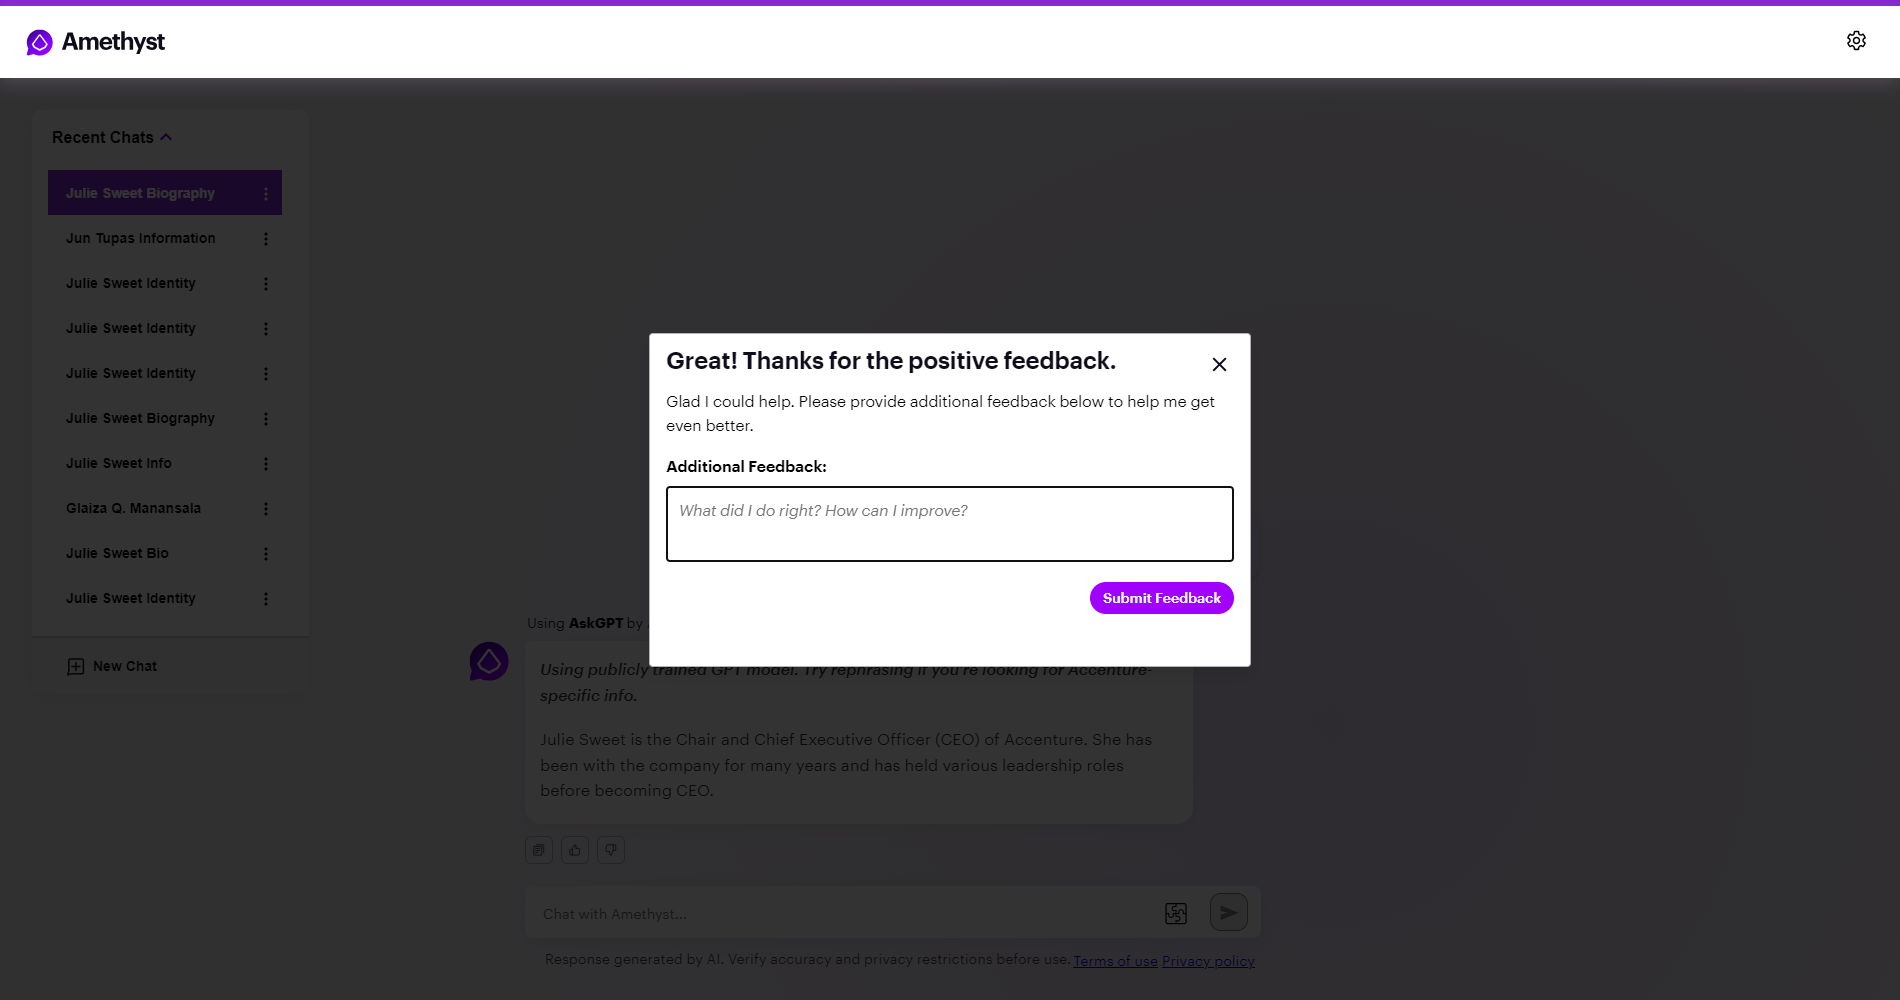 Amethyst
Recent Chats
Julie Sweet Biography
Jun Tupas Information
Julie Sweet Identity
Julie Sweet Identity
Julie Sweet Identity
Julie Sweet Biography
Julie Sweet Info
Glaiza Q. Manansala
Julie Sweet Bio
Julie Sweet Identity
New Chat
Great! Thanks for the positive feedback.
Glad I could help. Please provide additional feedback below to help me get
even better.
Additional Feedback:
What did I do right? How can I improve?
Submit Feedback
Using AskGPT by
Using publicly trained GPT model. Try rephrasing if you're looking for Accenture-
specific info.
Julie Sweet is the Chair and Chief Executive Officer (CEO) of Accenture. She has
been with the company for many years and has held various leadership roles
before becoming CEO.
Chat with Amethyst...
Response generated by AI. Verify accuracy and privacy restrictions before use. Terms of use Privacy policy